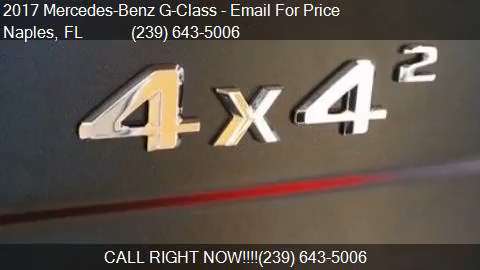 2017 Mercedes-Benz G-Class - Email For Price
Naples, FL (239) 643-5006
4x4²
CALL RIGHT NOW!!!!(239) 643-5006